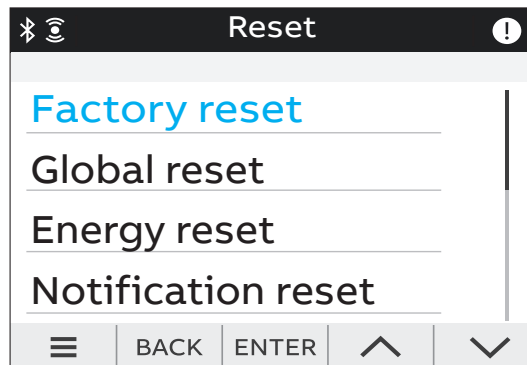 Reset
Factory reset
Global reset
Energy reset
Notification reset
BACK ENTER